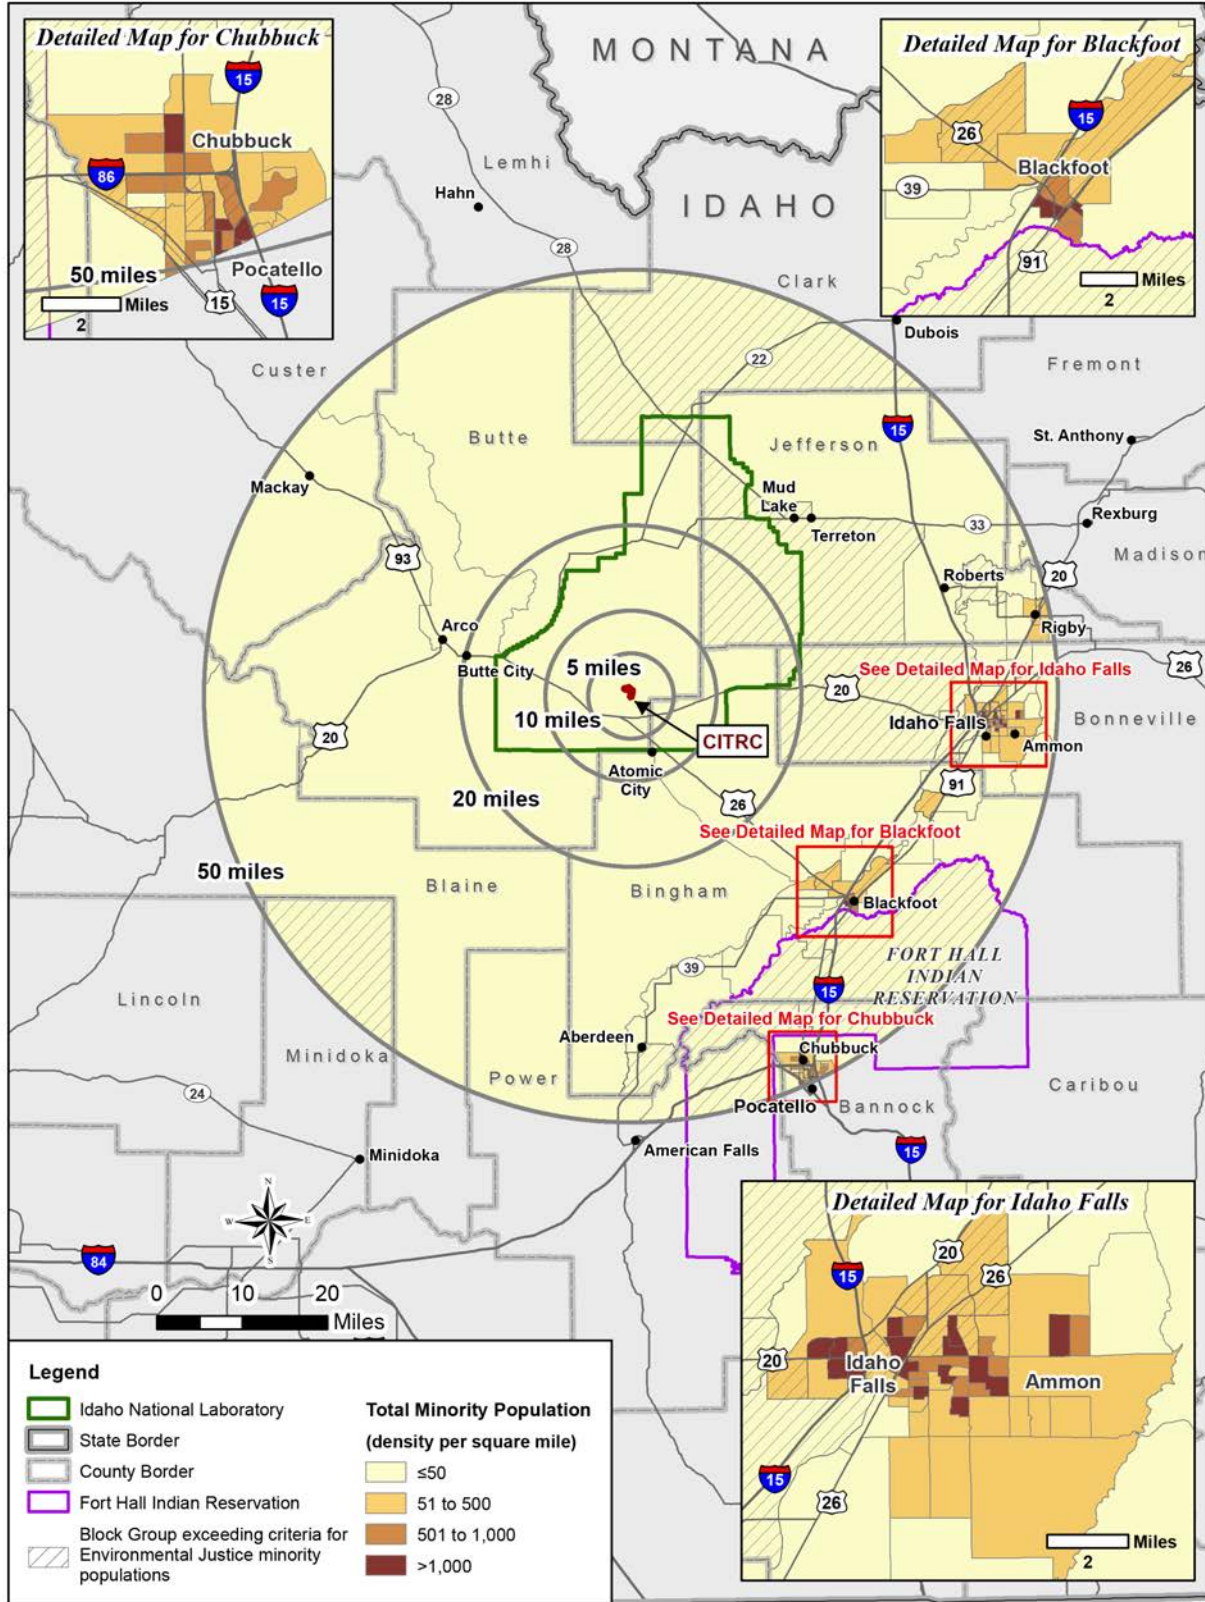 Detailed Map for Chubbuck
15
Chubbuck
86
50 miles
Pocatello
Miles
2
15
15
MONTANA
28
Lemhi
Hahn
IDAHO
28
Detailed Map for Blackfoot
26
15
Blackfoot
39
91
Miles
2
Clark
Dubois
Custer
22
Fremont
Butte
15
Jefferson
St. Anthony
Mackay
Mud
Lake
Terreton
33
Rexburg
93
Madison
Roberts
20
Arco
Rigby
Butte City
5 miles
See Detailed Map for Idaho Falls
26
20
10 miles
Idaho Falls
Bonneville
20
CITRC
Ammon
Atomic
City
20 miles
26
91
See Detailed Map for Blackfoot
50 miles
Blaine
Bingham
Blackfoot
39
FORT HALL
INDIAN
RESERVATION
15
Lincoln
See Detailed Map for Chubbuck
Aberdeen
Chubbuck
Minidoka
Power
Caribou
24
Pocatello
Bannock
American Falls
15
Minidoka
N
W
E
S
84
0
10
20
Miles
Detailed Map for Idaho Falls
20
15
26
20
Idaho
Falls
Ammon
15
26
Miles
2
Legend
Idaho National Laboratory
State Border
County Border
Fort Hall Indian Reservation
Block Group exceeding criteria for
Environmental Justice minority
populations
Total Minority Population
(density per square mile)
≤50
51 to 500
501 to 1,000
>1,000